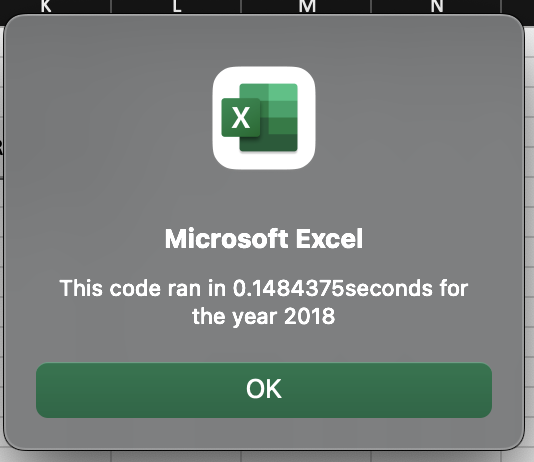 K L M N
X
Microsoft Excel
This code ran in 0.1484375seconds for
the year 2018
OK